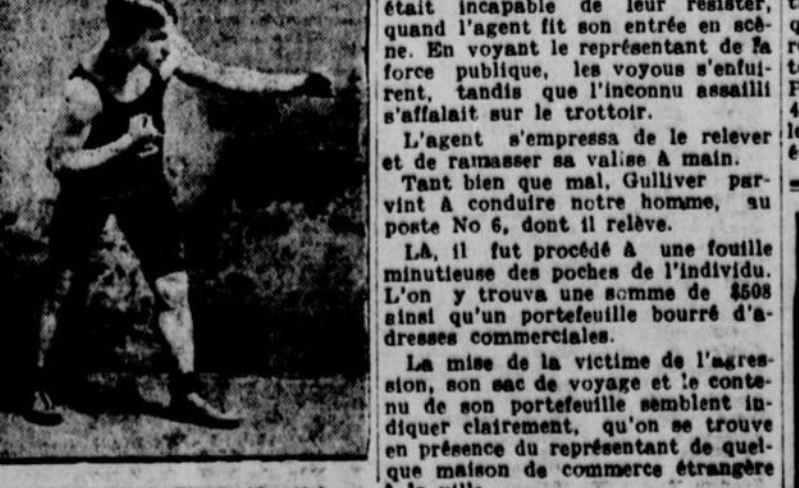 était incapable de leur résister,
quand l'agent fit son entrée en scè-
ne. En voyant le représentant de la
force publique, les voyous s'enfui-
rent, tandis que l'inconnu assailli
s'affalait sur le trottoir.
L'agent s'empressa de le relever
et de ramasser sa valise à main.
Tant bien que mal, Gulliver par-
vint à conduire notre homme, au
poste No 6, dont il relève.
LA, il fut procédé à une fouille
minutieuse des poches de l'individu.
L'on y trouva une somme de $508
ainsi qu'un portefeuille bourré d'a-
dresses commerciales.
La mise de la victime de l'agres-
sion, son sac de voyage et le conte-
nu de son portefeuille semblent in-
diquer clairement, qu'on se trouve
en présence du représentant de quel-
que maison de commerce étrangère